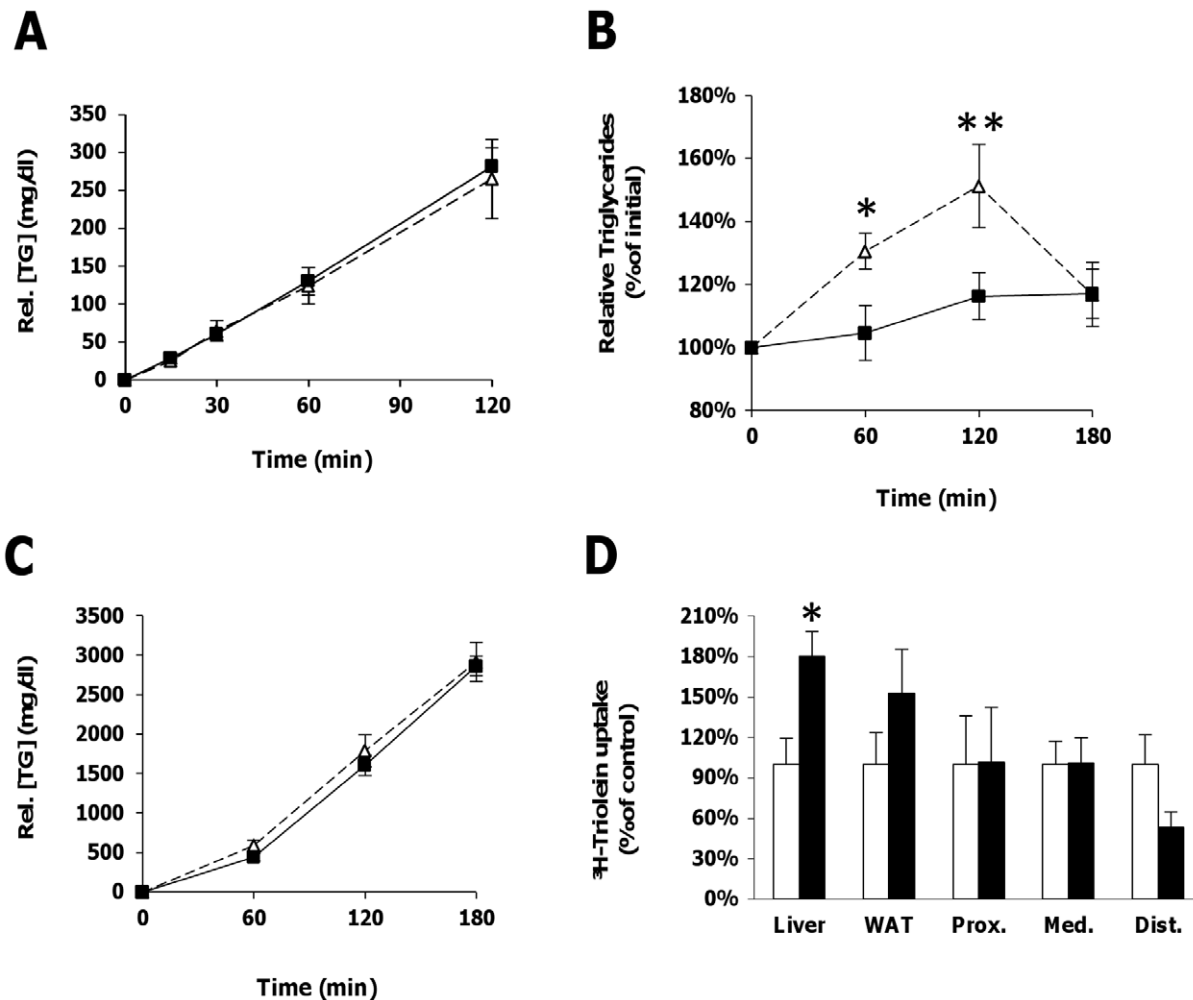 A
Rel. [TG] (mg/dl)
350
300
250
200
150
100
50
0
0 30 60 90 120
Time (min)
B
Relative Triglycerides
(% of initial)
180%
160%
140%
120%
100%
80%
*
**
0 60 120 180
Time (min)
C
Rel. [TG] (mg/dl)
3500
3000
2500
2000
1500
1000
500
0
0 60 120 180
Time (min)
D
³H-Triolein uptake
(% of control)
210%
180%
150%
120%
90%
60%
30%
0%
*
Liver WAT Prox. Med. Dist.